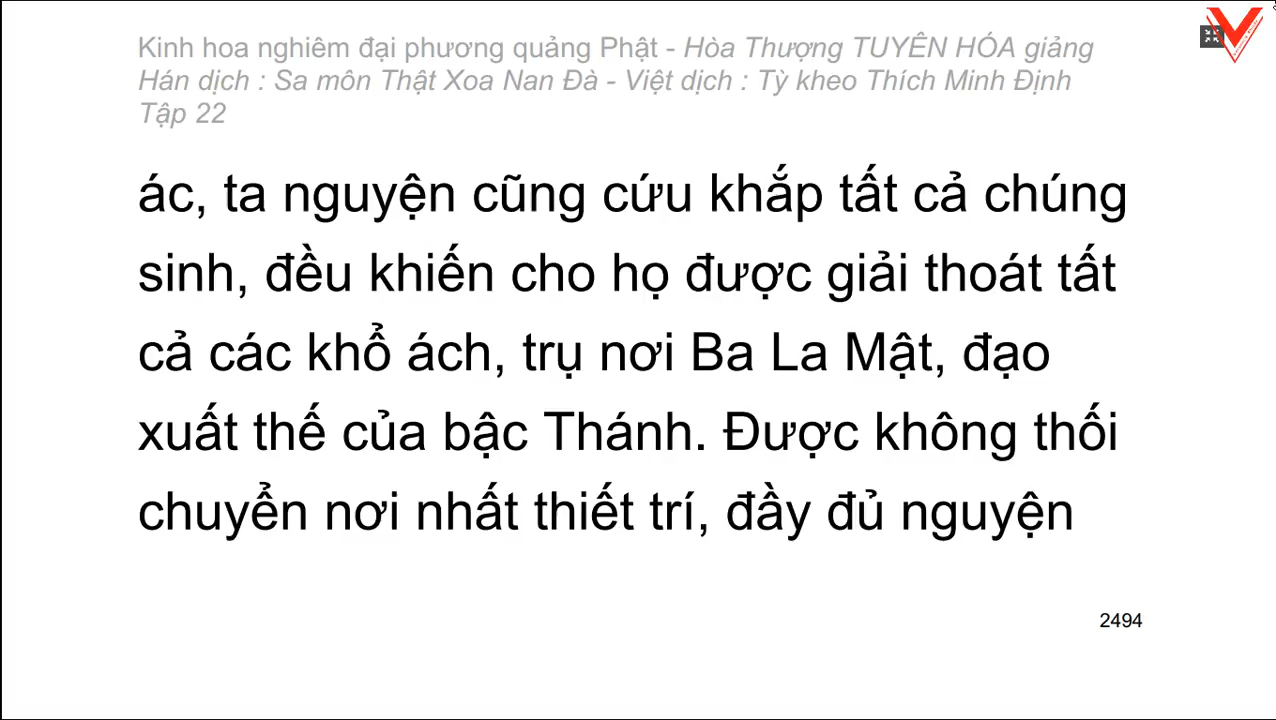 Kinh hoa nghiêm đại phương quảng Phật - Hòa Thượng TUYÊN HÓA giảng
Hán dịch : Sa môn Thật Xoa Nan Đà - Việt dịch : Tỳ kheo Thích Minh Định
Tập 22
ác, ta nguyện cũng cứu khắp tất cả chúng
sinh, đều khiến cho họ được giải thoát tất
cả các khổ ách, trụ nơi Ba La Mật, đạo
xuất thế của bậc Thánh. Được không thối
chuyển nơi nhất thiết trí, đầy đủ nguyện
2494